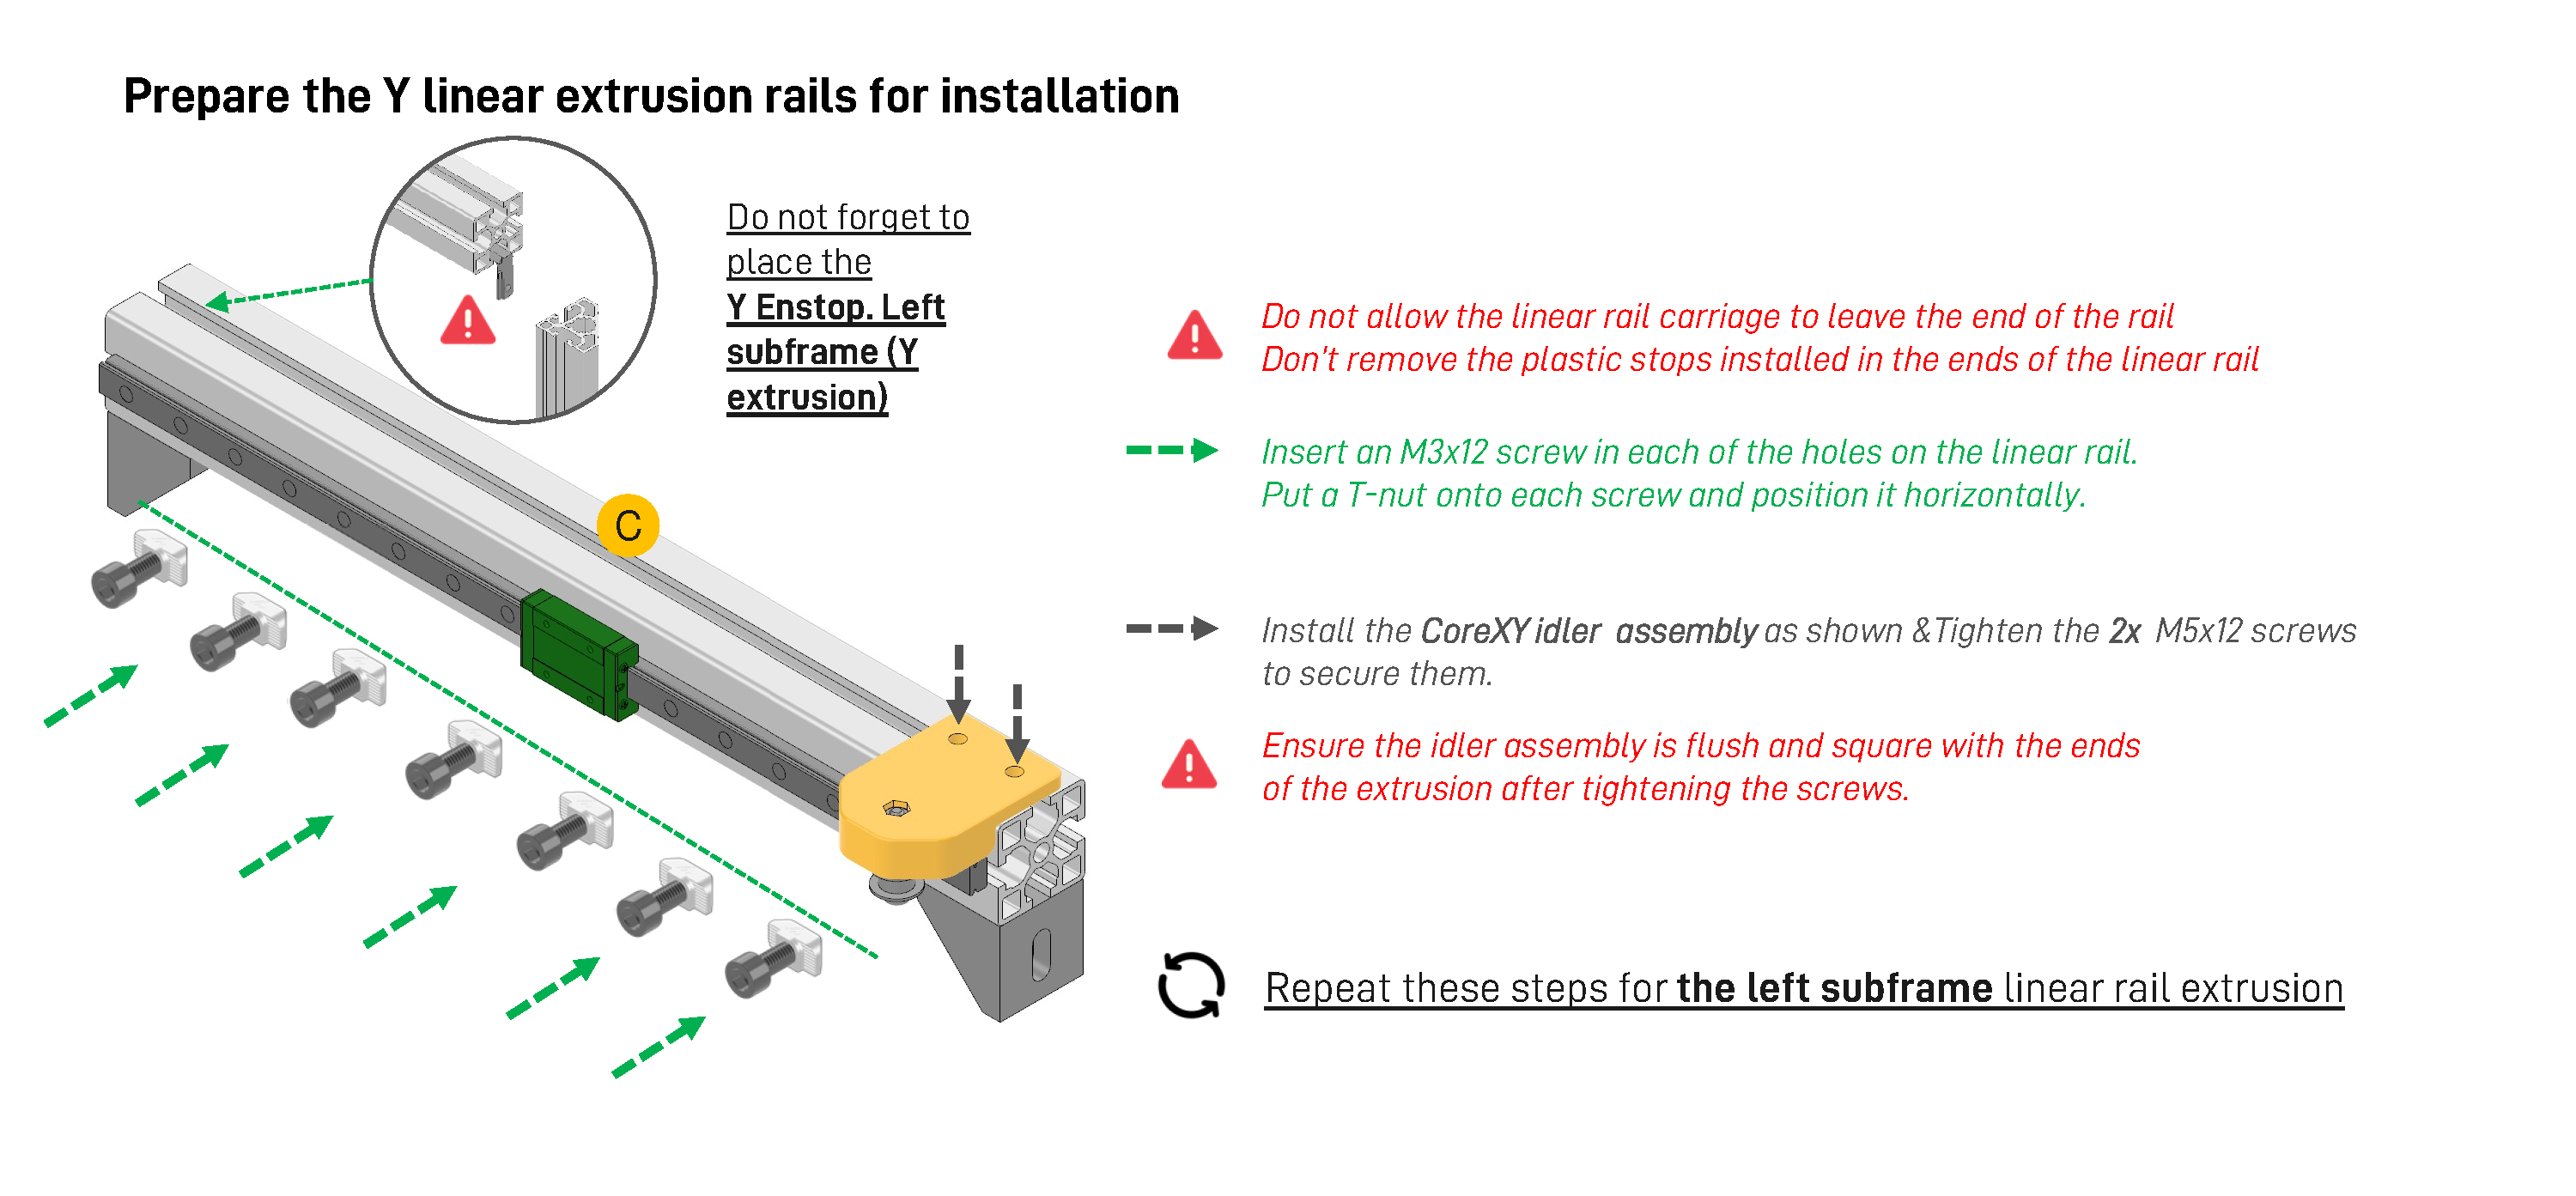 Prepare the Y linear extrusion rails for installation
Do not forget to
place the
Y Enstop. Left
subframe (Y
extrusion)
C
Do not allow the linear rail carriage to leave the end of the rail
Don't remove the plastic stops installed in the ends of the linear rail
Insert an M3x12 screw in each of the holes on the linear rail.
Put a T-nut onto each screw and position it horizontally.
Install the CoreXY idler assembly as shown &Tighten the 2x M5x12 screws
to secure them.
Ensure the idler assembly is flush and square with the ends
of the extrusion after tightening the screws.
Repeat these steps for the left subframe linear rail extrusion